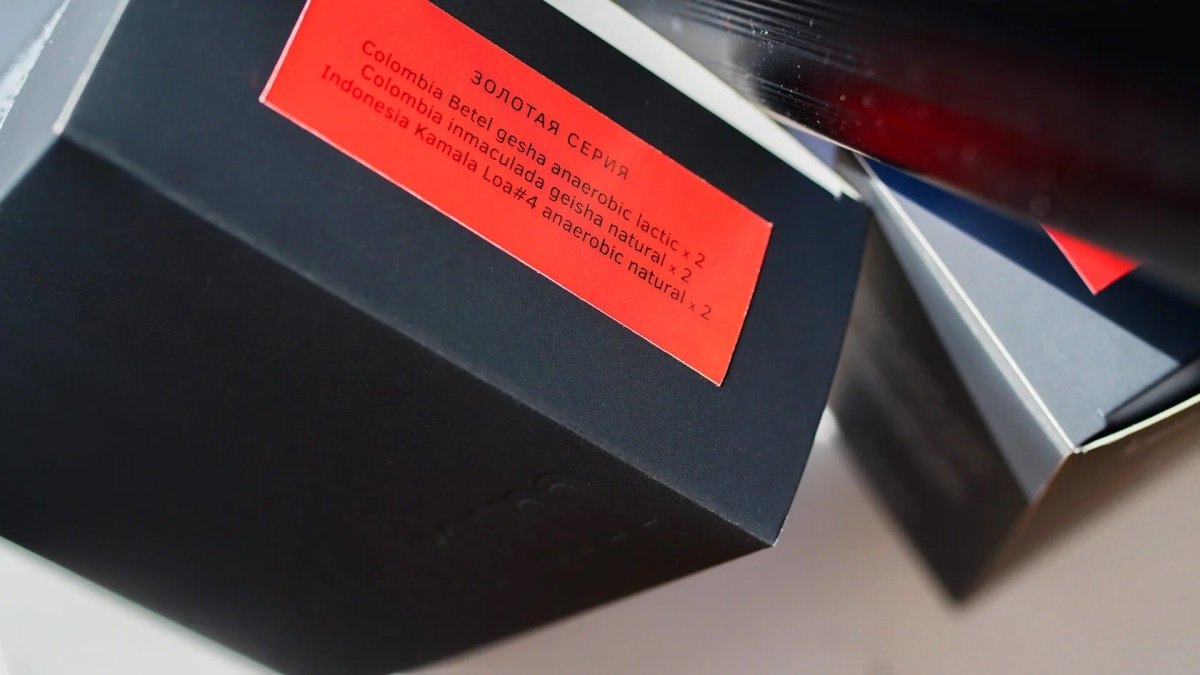 ЗОЛОТАЯ СЕРИЯ
Colombia Betel gesha anaerobic lactic x 2
Colombia inmaculada geisha natural x 2
Indonesia Kamala Loa#4 anaerobic natural x 2